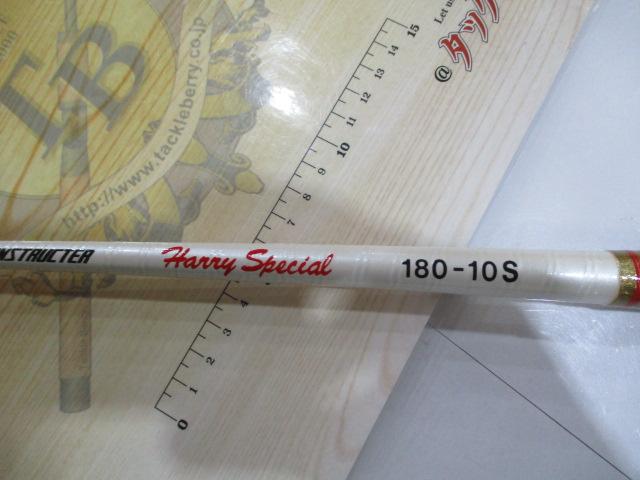 NSTRUCTER Harry Special 180-10S
http://www.tackleberry.co.jp
TB
0 1 2 3 4 5 7 8 9 10 11 12 13 14 15
Let u
@タック